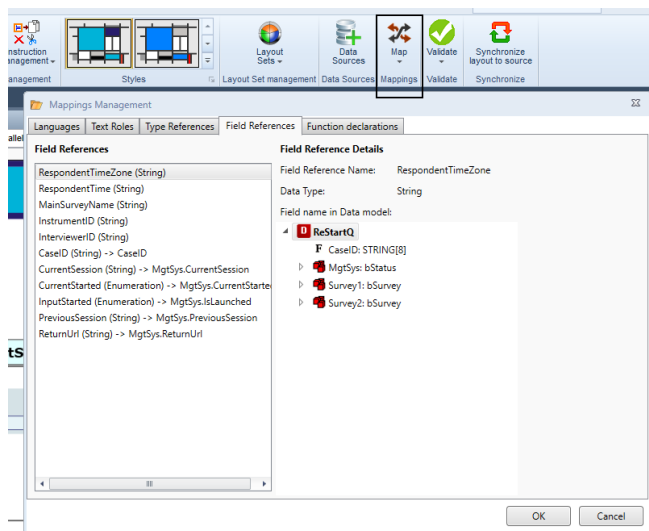 nstruction
anagement
Layout
Sets
Data
Sources
Map
Validate
Synchronize
layout to source
anagement
Styles
Layout Set management
Data Sources
Mappings
Validate
Synchronize
Mappings Management
allel
Languages
Text Roles
Type References
Field References
Function declarations
Field References
RespondentTimeZone (String)
RespondentTime (String)
MainSurveyName (String)
InstrumentID (String)
InterviewerID (String)
CaseID (String) -> CaseID
CurrentSession (String) -> MgtSys.CurrentSession
CurrentStarted (Enumeration) -> MgtSys.CurrentStarte
InputStarted (Enumeration) -> MgtSys.IsLaunched
PreviousSession (String) -> MgtSys.PreviousSession
ReturnUrl (String) -> MgtSys.ReturnUrl
Field Reference Details
Field Reference Name: RespondentTimeZone
Data Type: String
Field name in Data model:
D ReStartQ
F CaseID: STRING[8]
MgtSys: bStatus
Survey1: bSurvey
Survey2: bSurvey
tS
OK
Cancel